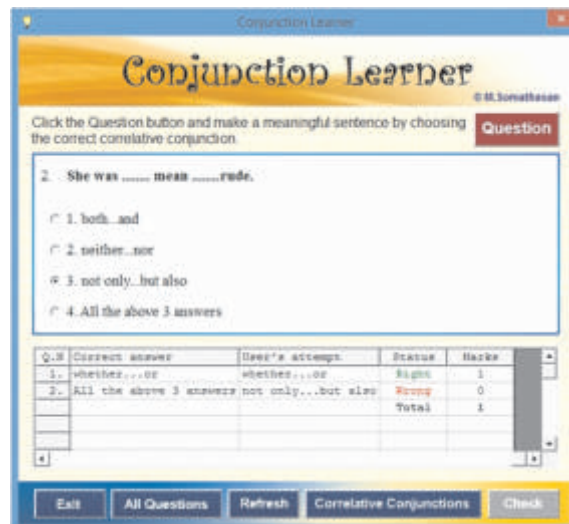 Conjunction Learner
Conjunction Learner
© M.Somathasan
Click the Question button and make a meaningful sentence by choosing
the correct correlative conjunction
Question
2. She was ....... mean .......rude.
1. both...and
2. neither...nor
3. not only...but also
4. All the above 3 answers
Q.N Correct answer User's attempt Status Marks
1. whether...or whether...or Right 1
2. All the above 3 answers not only...but also Wrong 0
Total 1
Exit All Questions Refresh Correlative Conjunctions Check